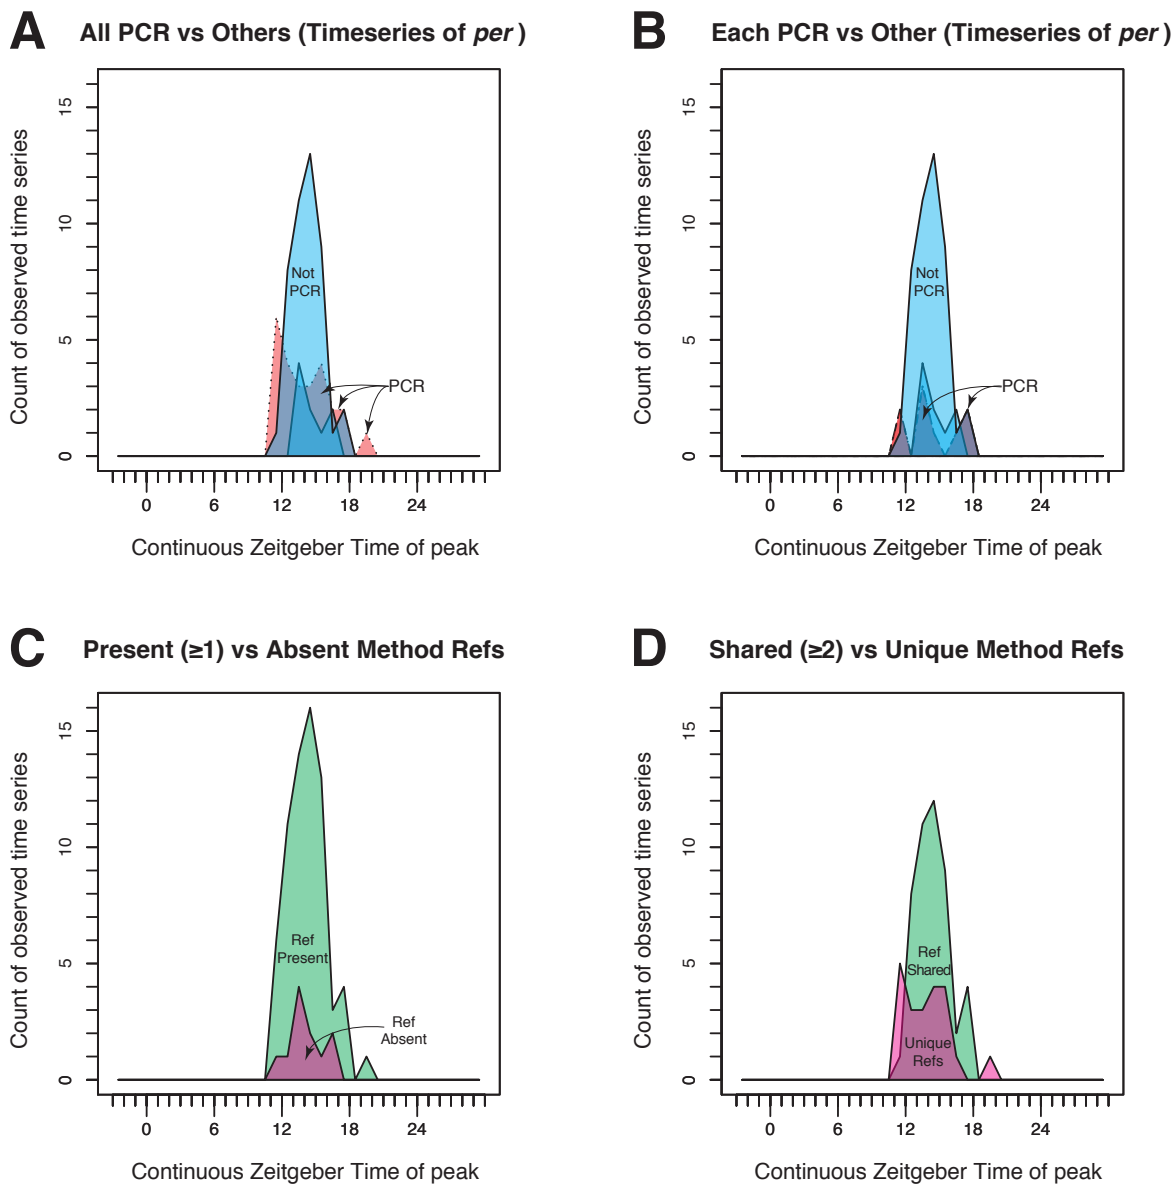 A
All PCR vs Others (Timeseries of per )
Count of observed time series
15
10
5
0
Not
PCR
PCR
0 6 12 18 24
Continuous Zeitgeber Time of peak
B
Each PCR vs Other (Timeseries of per )
Count of observed time series
15
10
5
0
Not
PCR
PCR
0 6 12 18 24
Continuous Zeitgeber Time of peak
C
Present (≥1) vs Absent Method Refs
Count of observed time series
15
10
5
0
Ref
Present
Ref
Absent
0 6 12 18 24
Continuous Zeitgeber Time of peak
D
Shared (≥2) vs Unique Method Refs
Count of observed time series
15
10
5
0
Ref
Shared
Unique
Refs
0 6 12 18 24
Continuous Zeitgeber Time of peak